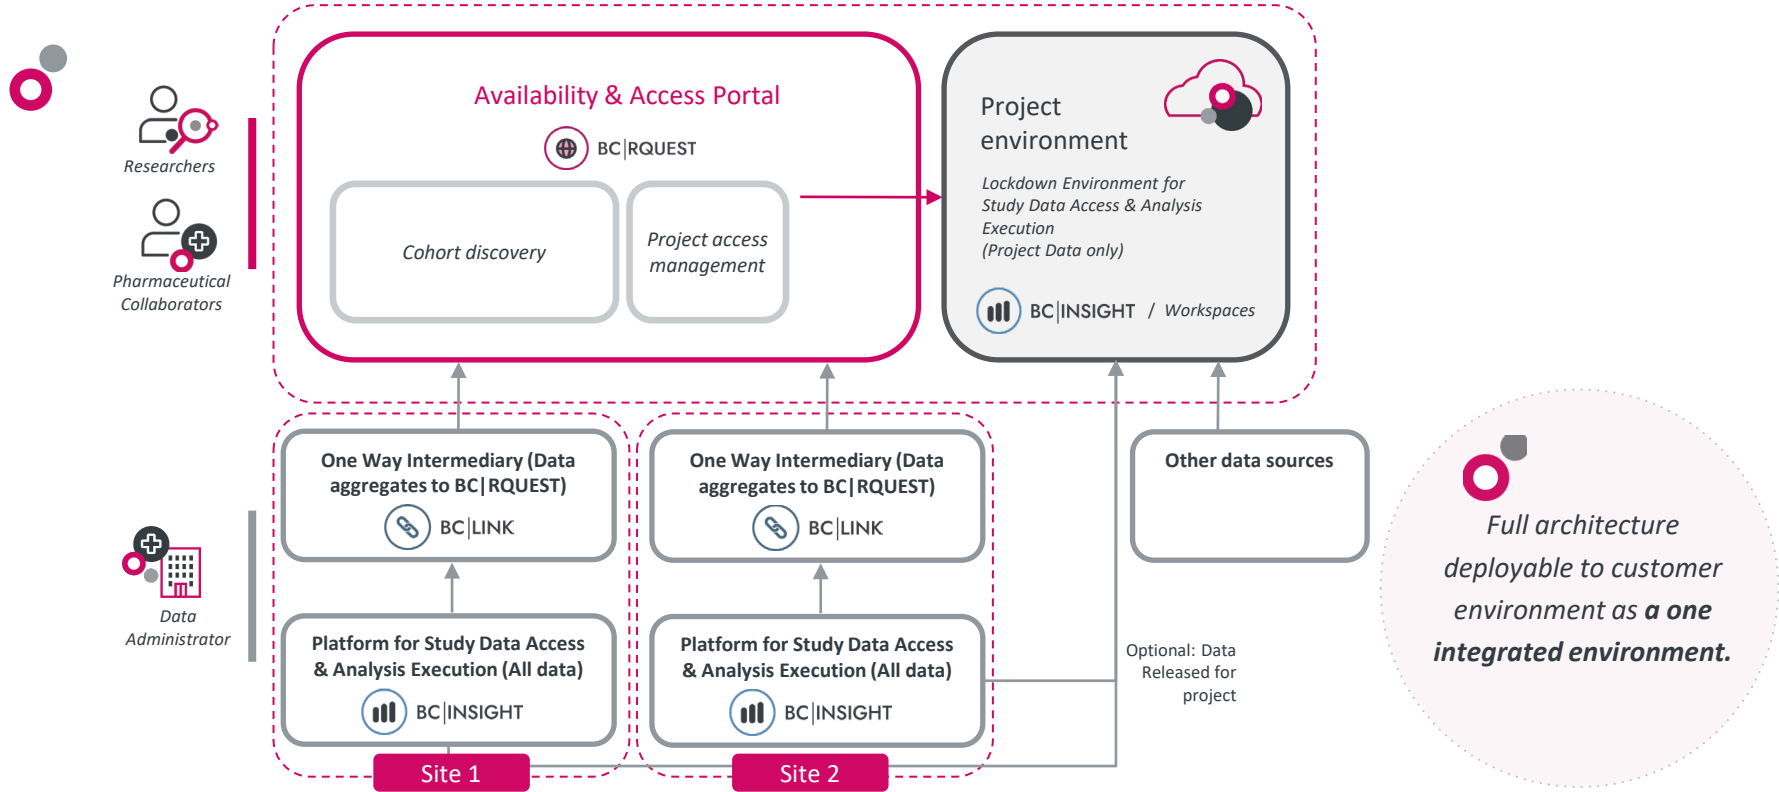 Availability & Access Portal
BC|RQUEST
Cohort discovery
Project access
management
Project
environment
Lockdown Environment for
Study Data Access & Analysis
Execution
(Project Data only)
BC|INSIGHT / Workspaces
Researchers
Pharmaceutical
Collaborators
One Way Intermediary (Data
aggregates to BC|RQUEST)
BC|LINK
One Way Intermediary (Data
aggregates to BC|RQUEST)
BC|LINK
Other data sources
Data
Administrator
Platform for Study Data Access
& Analysis Execution (All data)
BC|INSIGHT
Site 1
Platform for Study Data Access
& Analysis Execution (All data)
BC|INSIGHT
Site 2
Optional: Data
Released for
project
Full architecture
deployable to customer
environment as a one
integrated environment.